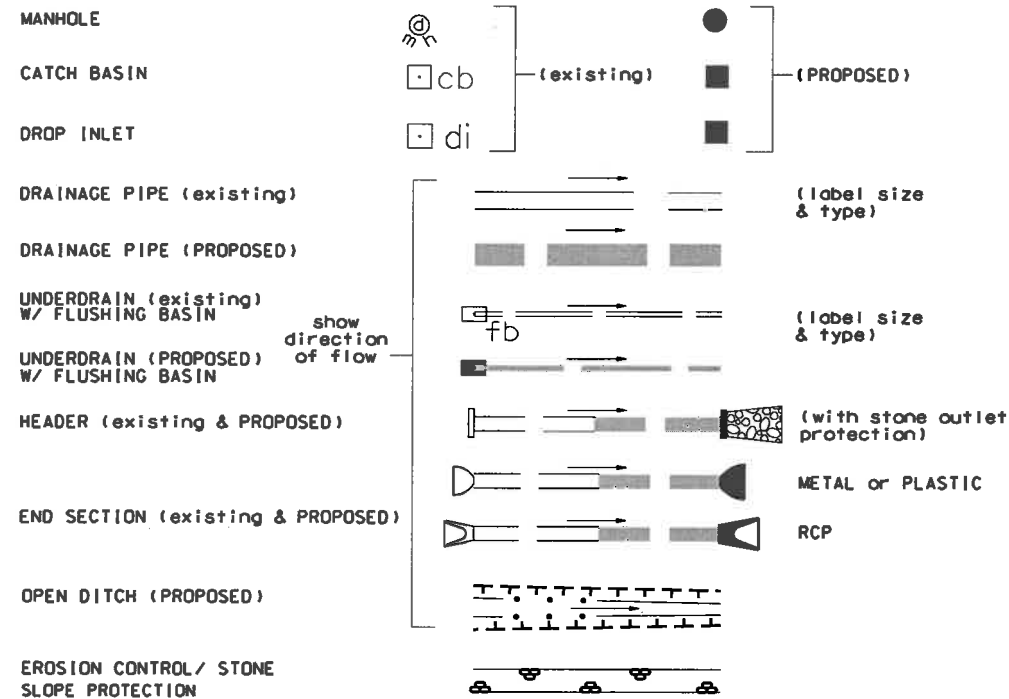 MANHOLE
d
m h
CATCH BASIN
cb
(existing)
(PROPOSED)
DROP INLET
di
DRAINAGE PIPE (existing)
(label size
& type)
DRAINAGE PIPE (PROPOSED)
UNDERDRAIN (existing)
W/ FLUSHING BASIN
fb
(label size
& type)
show
direction
of flow
UNDERDRAIN (PROPOSED)
W/ FLUSHING BASIN
HEADER (existing & PROPOSED)
(with stone outlet
protection)
METAL or PLASTIC
END SECTION (existing & PROPOSED)
RCP
OPEN DITCH (PROPOSED)
EROSION CONTROL/ STONE
SLOPE PROTECTION